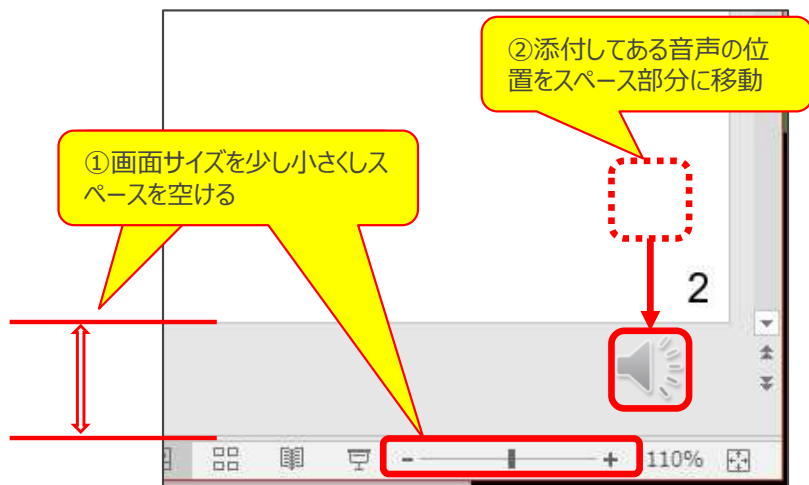 ②添付してある音声の位
置をスペース部分に移動
①画面サイズを少し小さくしス
ペースを空ける
2
- + 110%